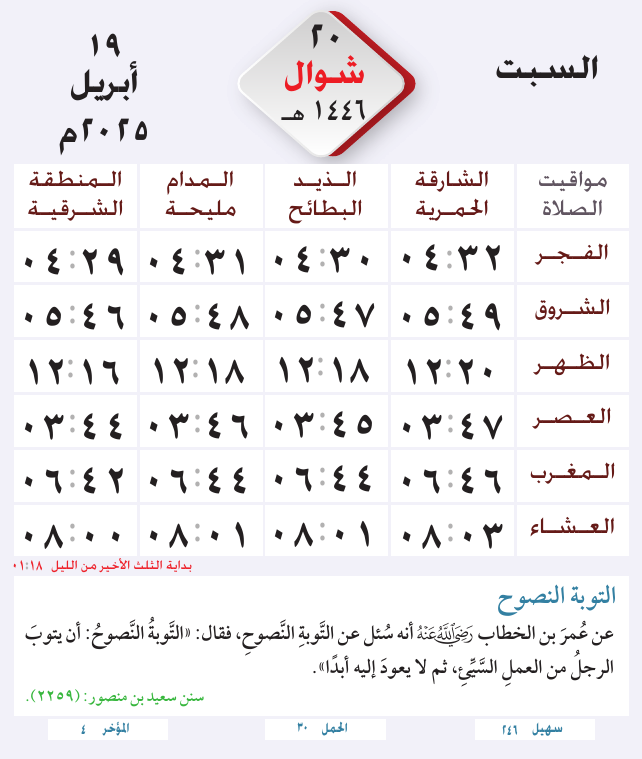 السبت
٢٠
شوال
١٤٤٦ هـ
١٩
أبريل
٢٠٢٥م
مواقيت الصلاة | الشارقة الحمرية | الذيد البطائح | المدام مليحة | المنطقة الشرقية
الفجر ٠٤:٣٢ ٠٤:٣٠ ٠٤:٣١ ٠٤:٢٩
الشروق ٠٥:٤٩ ٠٥:٤٧ ٠٥:٤٨ ٠٥:٤٦
الظهر ١٢:٢٠ ١٢:١٨ ١٢:١٨ ١٢:١٦
العصر ٠٣:٤٧ ٠٣:٤٥ ٠٣:٤٦ ٠٣:٤٤
المغرب ٠٦:٤٦ ٠٦:٤٤ ٠٦:٤٤ ٠٦:٤٢
العشاء ٠٨:٠٣ ٠٨:٠١ ٠٨:٠١ ٠٨:٠٠
بداية الثلث الأخير من الليل ٠١:١٨
التوبة النصوح
عن عُمرَ بن الخطاب رَضِيَ اللَّهُ عَنْهُ أنه سُئل عن التَّوبةِ النَّصوحِ، فقال: «التَّوبةُ النَّصوحُ: أن يتوبَ
الرجلُ من العملِ السَّيِّئِ، ثم لا يعودَ إليه أبدًا».
سنن سعيد بن منصور: (٢٢٥٩).
سهيل ٢٤٦
الحمل ٣٠
المؤخر ٤